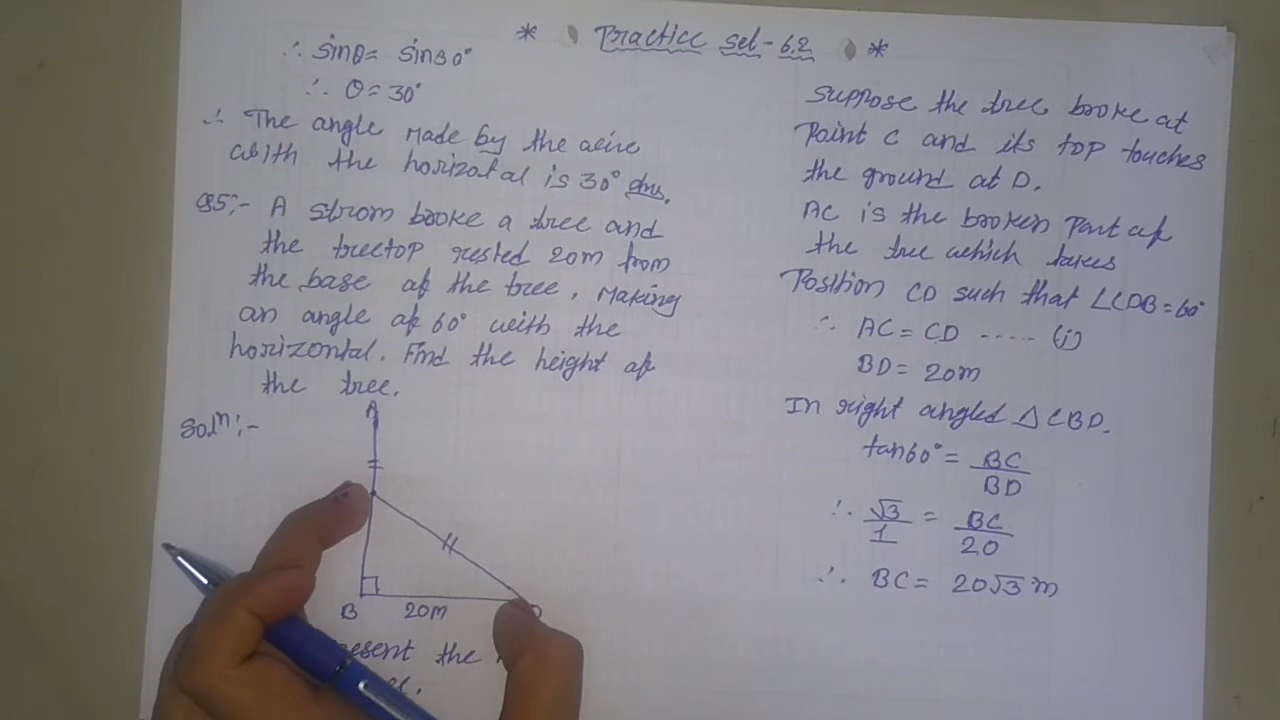 * Practice Set - 6.2 *
∴ sinθ = sin30°
∴ θ = 30°
∴ The angle made by the wire
with the horizotal is 30° Ans.
Q5:- A strom broke a tree and
the treetop rested 20m from
the base of the tree, making
an angle of 60° with the
horizontal. Find the height of
the tree.
Solⁿ:-
A
B
20m
D
esent the
Suppose the tree broke at
Point C and its top touches
the ground at D.
AC is the broken part of
the tree which takes
Position CD such that ∠CDB = 60°
∴ AC = CD ..... (i)
BD = 20m
In right angled △CBD.
tan60° = BC
BD
∴ √3 = BC
1 20
∴ BC = 20√3 m